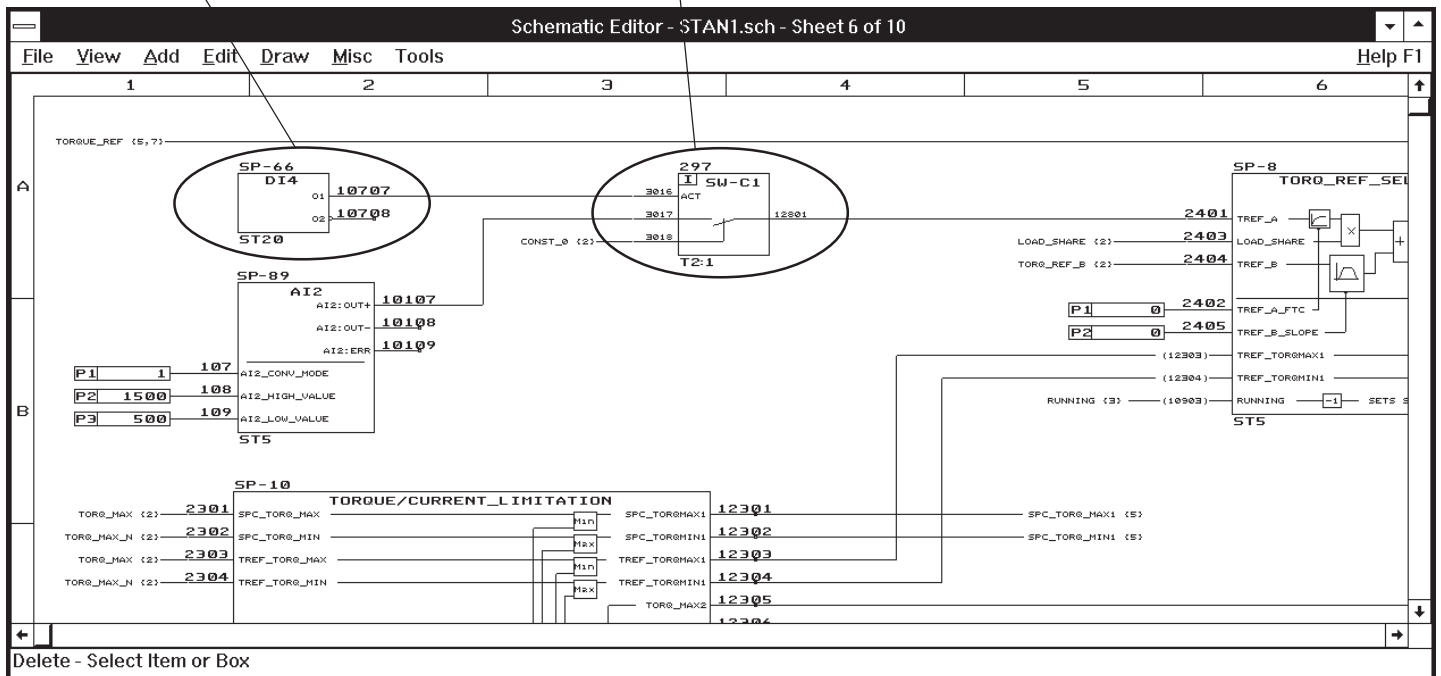 Schematic Editor - STAN1.sch - Sheet 6 of 10
File View Add Edit Draw Misc Tools Help F1
1 2 3 4 5 6
TORQUE_REF (5,7)
A
SP-66
DI4
O1 10707
O2 10708
ST20
297
I SW-C1
3016 ACT
3017 12801
CONST_0 (2) 3018
T2:1
SP-8
TORQ_REF_SEL
2401 TREF_A
LOAD_SHARE (2) 2403 LOAD_SHARE
×
+
TORQ_REF_B (2) 2404 TREF_B
P1 0 2402 TREF_A_FTC
P2 0 2405 TREF_B_SLOPE
(12303) TREF_TORQMAX1
(12304) TREF_TORQMIN1
RUNNING (3) (10903) RUNNING -1 SETS S
ST5
SP-89
AI2
AI2:OUT+ 10107
AI2:OUT- 10108
AI2:ERR 10109
P1 1 107 AI2_CONV_MODE
P2 1500 108 AI2_HIGH_VALUE
B
P3 500 109 AI2_LOW_VALUE
ST5
SP-10
TORQUE/CURRENT_LIMITATION
TORQ_MAX (2) 2301 SPC_TORQ_MAX Min SPC_TORQMAX1 12301 SPC_TORQ_MAX1 (5)
TORQ_MAX_N (2) 2302 SPC_TORQ_MIN Max SPC_TORQMIN1 12302 SPC_TORQ_MIN1 (5)
TORQ_MAX (2) 2303 TREF_TORQ_MAX Min TREF_TORQMAX1 12303
TORQ_MAX_N (2) 2304 TREF_TORQ_MIN Max TREF_TORQMIN1 12304
TORQ_MAX2 12305
12306
Delete - Select Item or Box